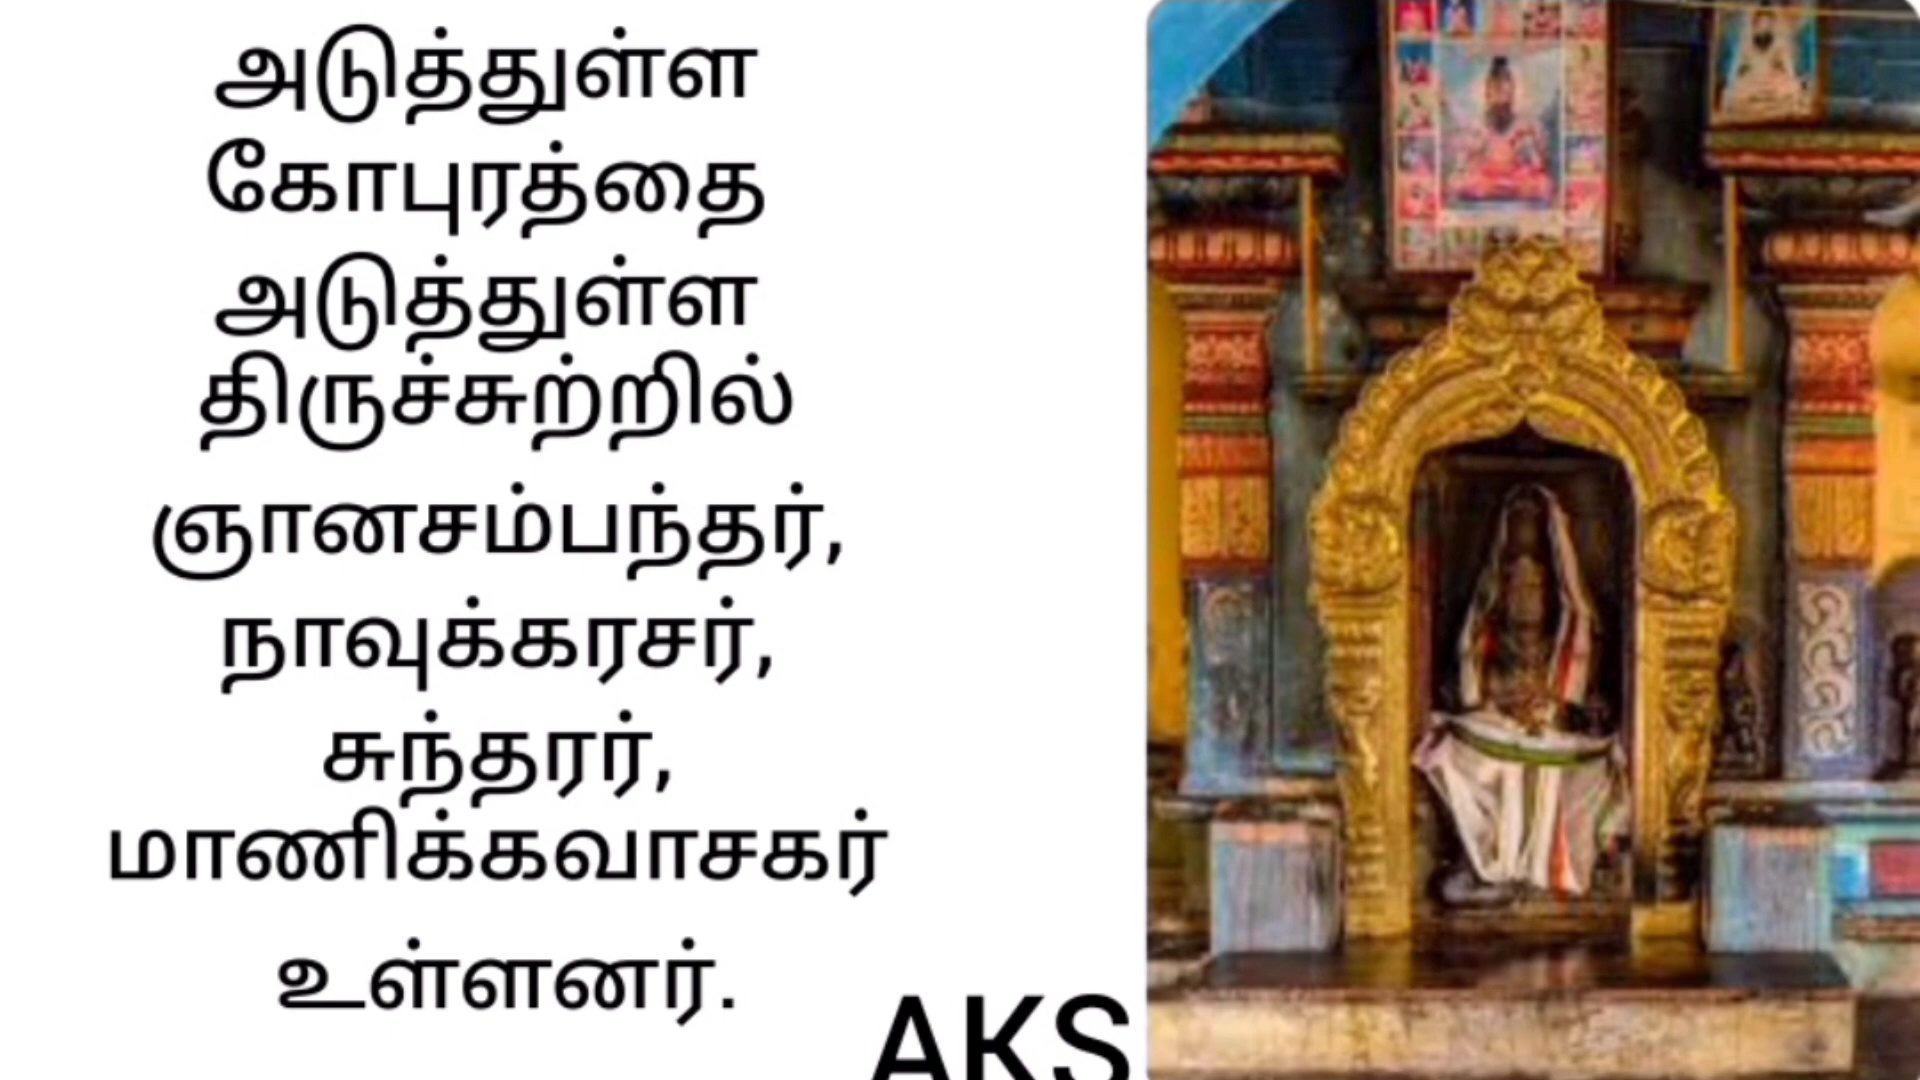 அடுத்துள்ள
கோபுரத்தை
அடுத்துள்ள
திருச்சுற்றில்
ஞானசம்பந்தர்,
நாவுக்கரசர்,
சுந்தரர்,
மாணிக்கவாசகர்
உள்ளனர்.
AKS